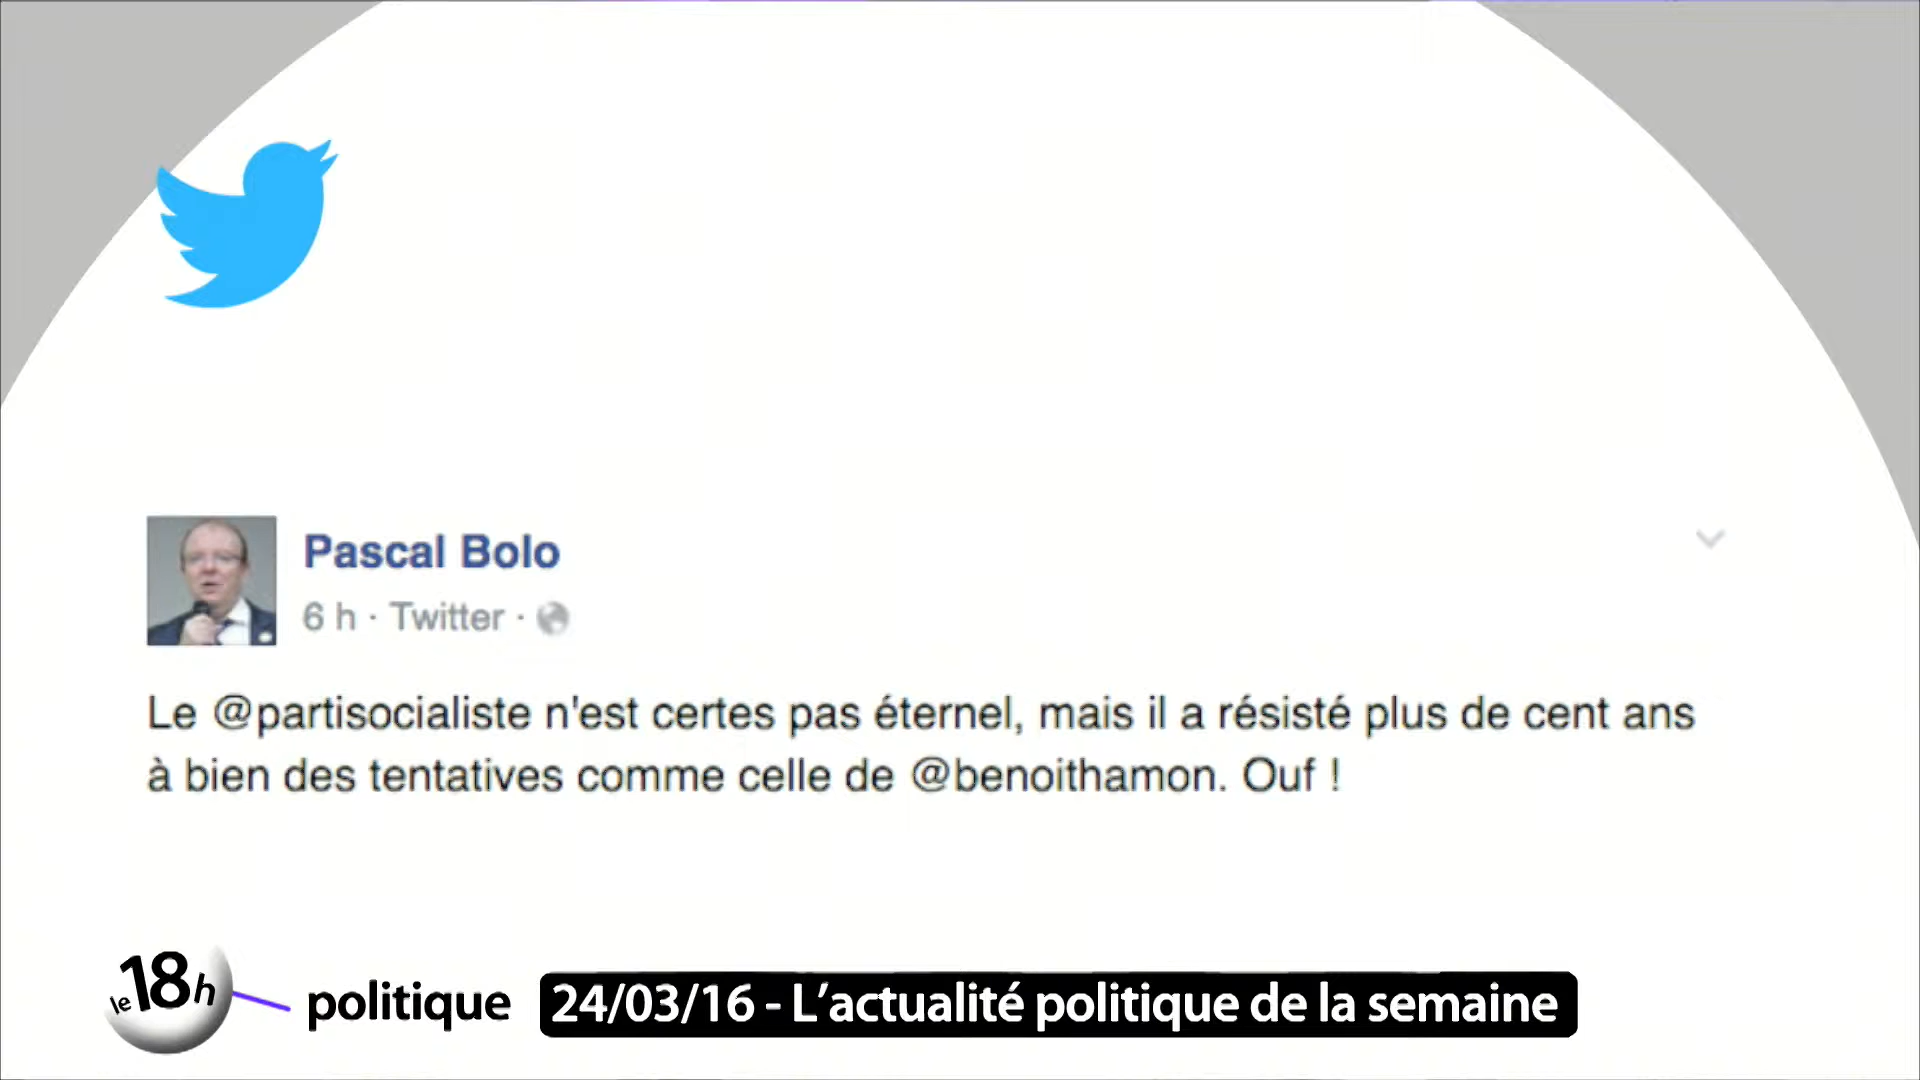 Pascal Bolo
6 h · Twitter ·
Le @partisocialiste n'est certes pas éternel, mais il a résisté plus de cent ans
à bien des tentatives comme celle de @benoithamon. Ouf !
le 18h politique 24/03/16 - L’actualité politique de la semaine